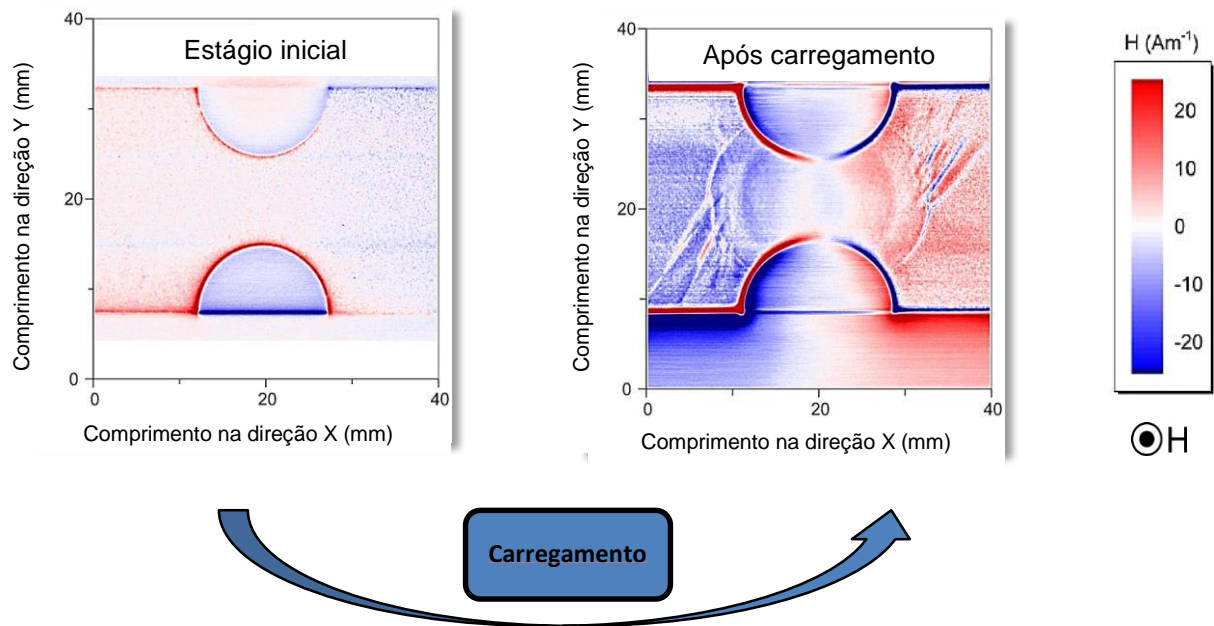 Estágio inicial
Comprimento na direção Y (mm)
40
20
0
0
20
40
Comprimento na direção X (mm)
Após carregamento
Comprimento na direção Y (mm)
40
20
0
0
20
40
Comprimento na direção X (mm)
H (Am⁻¹)
20
10
0
-10
-20
H
Carregamento